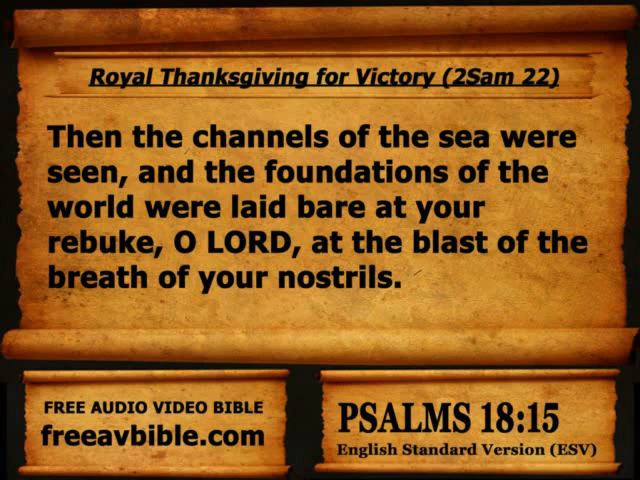 Royal Thanksgiving for Victory (2Sam 22)
Then the channels of the sea were
seen, and the foundations of the
world were laid bare at your
rebuke, O LORD, at the blast of the
breath of your nostrils.
FREE AUDIO VIDEO BIBLE
freeavbible.com
PSALMS 18:15
English Standard Version (ESV)